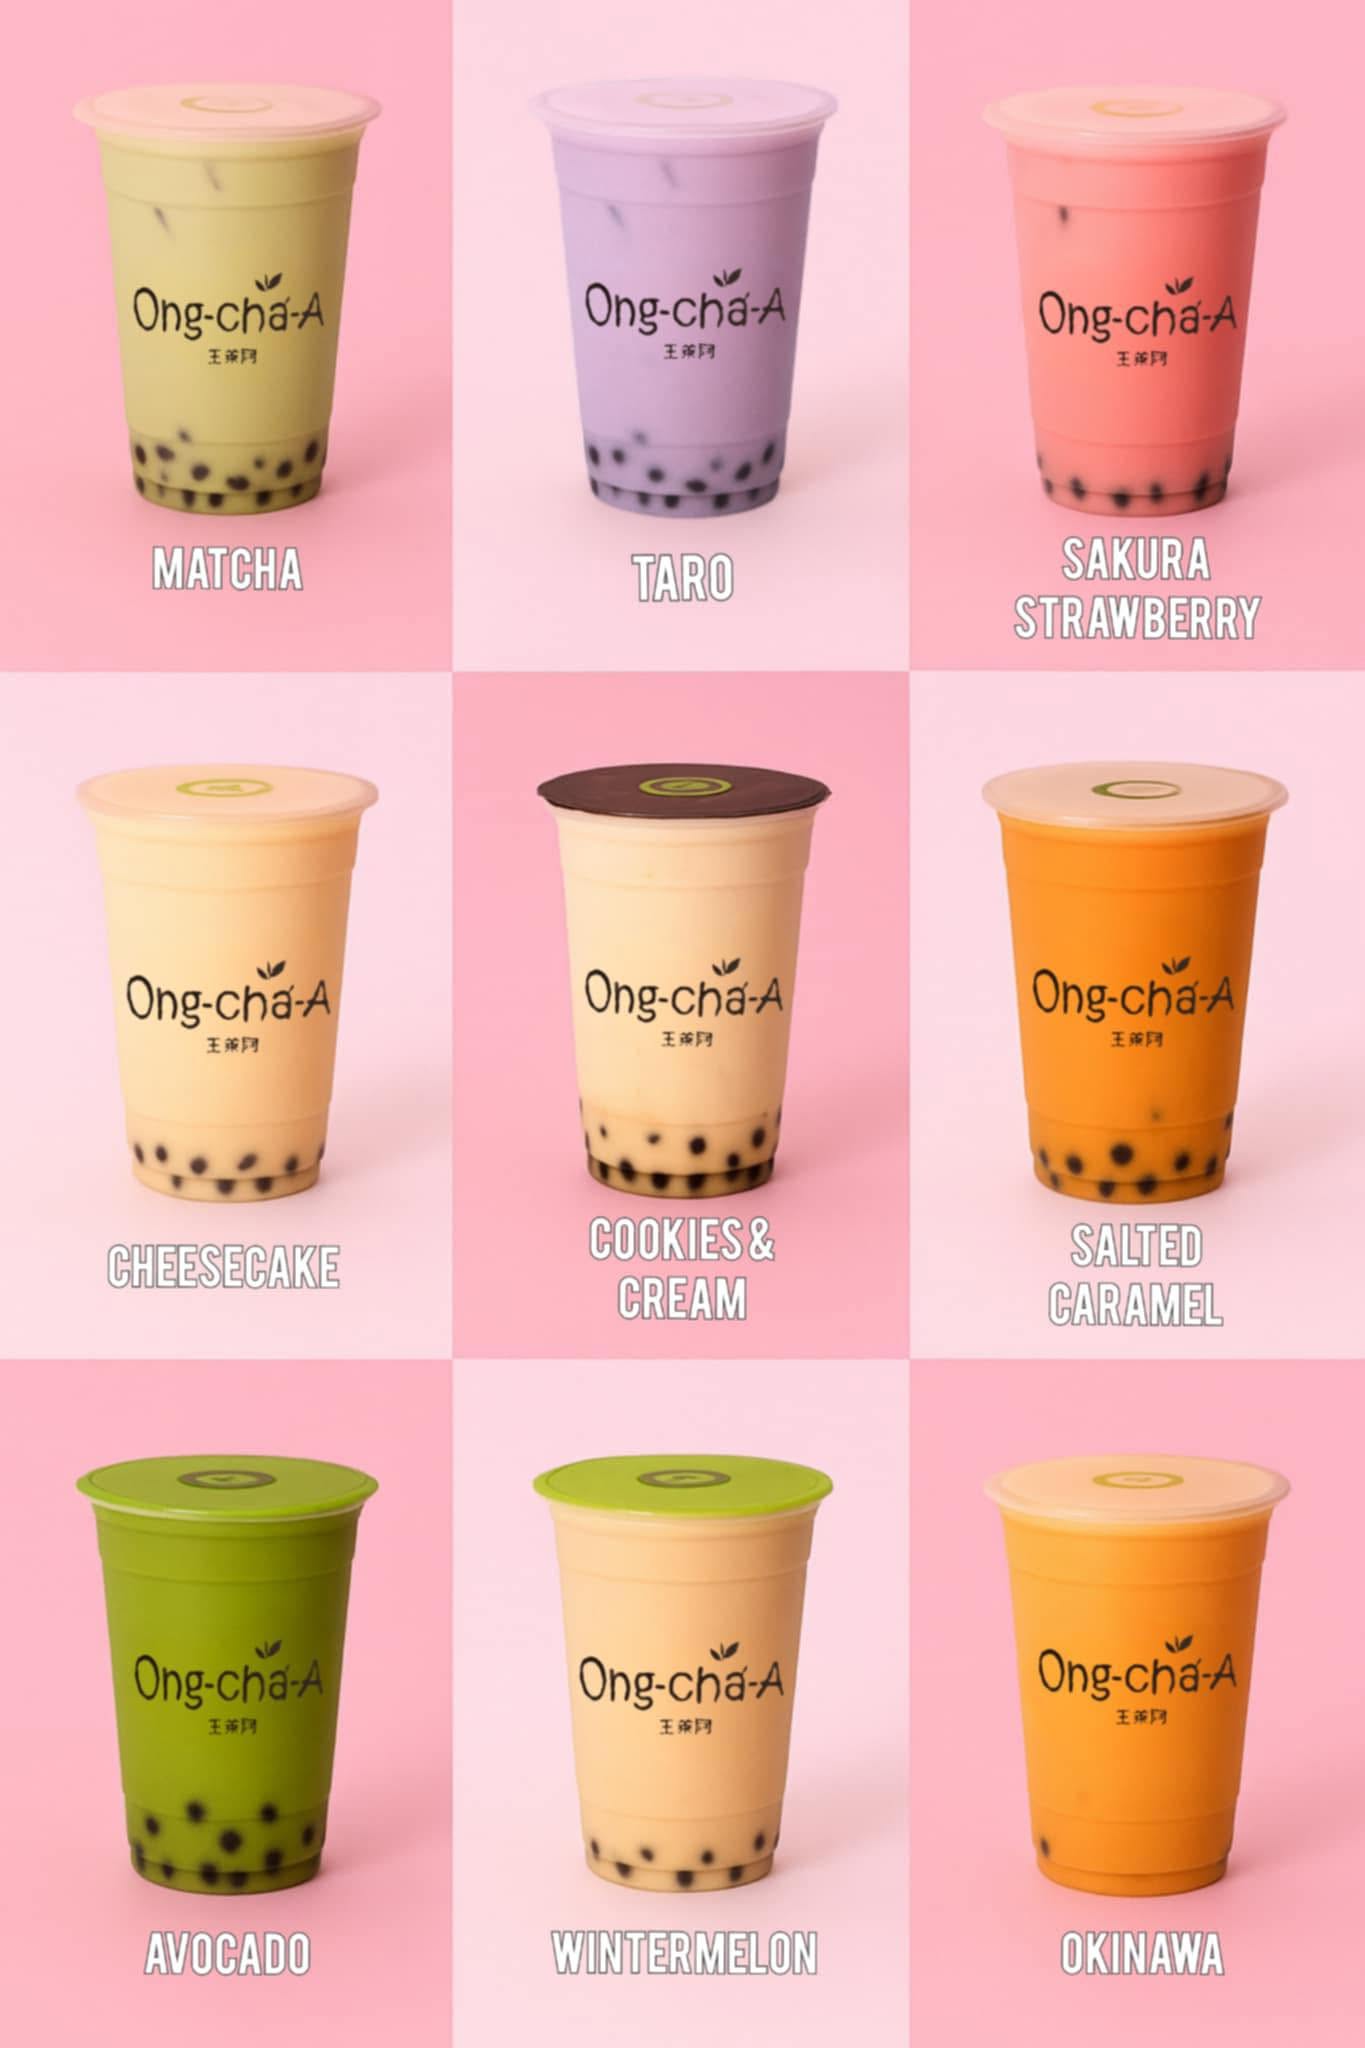 Ong-cha-A
王茶阿
MATCHA
Ong-cha-A
王茶阿
TARO
Ong-cha-A
王茶阿
SAKURA
STRAWBERRY
Ong-cha-A
王茶阿
CHEESECAKE
Ong-cha-A
王茶阿
COOKIES &
CREAM
Ong-cha-A
王茶阿
SALTED
CARAMEL
Ong-cha-A
王茶阿
AVOCADO
Ong-cha-A
王茶阿
WINTERMELON
Ong-cha-A
王茶阿
OKINAWA